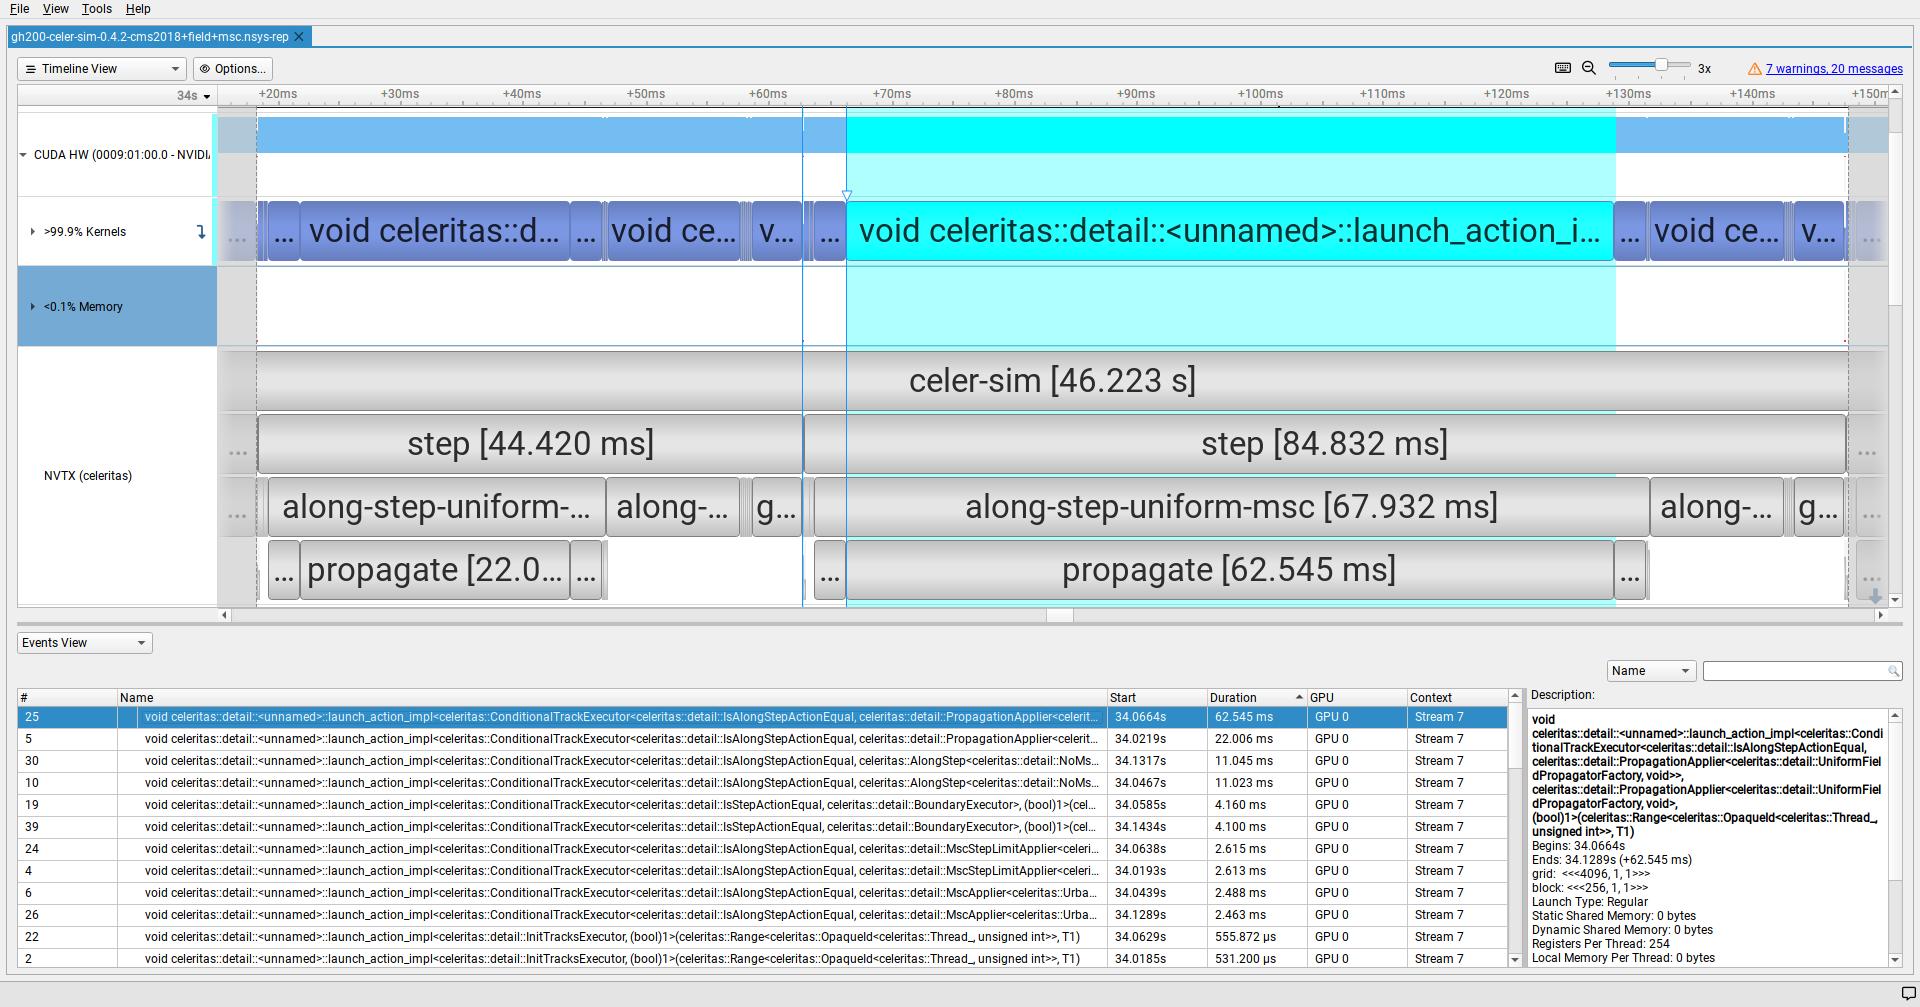 File View Tools Help
gh200-celer-sim-0.4.2-cms2018+field+msc.nsys-rep
Timeline View Options... 3x 7 warnings, 20 messages
34s +20ms +30ms +40ms +50ms +60ms +70ms +80ms +90ms +100ms +110ms +120ms +130ms +140ms +150m
CUDA HW (0009:01:00.0 - NVIDI
>99.9% Kernels ... ... void celeritas::d... ... void ce... v... ... void celeritas::detail::<unnamed>::launch_action_i... ... void ce... v... ...
<0.1% Memory
celer-sim [46.223 s]
... step [44.420 ms] step [84.832 ms] ...
NVTX (celeritas)
... along-step-uniform-... along-... g... along-step-uniform-msc [67.932 ms] along-... g... ...
... propagate [22.0... ... ... propagate [62.545 ms] ... ...
Events View
Name
# Name Start Duration GPU Context
25 void celeritas::detail::<unnamed>::launch_action_impl<celeritas::ConditionalTrackExecutor<celeritas::detail::IsAlongStepActionEqual, celeritas::detail::PropagationApplier<celerit... 34.0664s 62.545 ms GPU 0 Stream 7
5 void celeritas::detail::<unnamed>::launch_action_impl<celeritas::ConditionalTrackExecutor<celeritas::detail::IsAlongStepActionEqual, celeritas::detail::PropagationApplier<celerit... 34.0219s 22.006 ms GPU 0 Stream 7
30 void celeritas::detail::<unnamed>::launch_action_impl<celeritas::ConditionalTrackExecutor<celeritas::detail::IsAlongStepActionEqual, celeritas::AlongStep<celeritas::detail::NoMs... 34.1317s 11.045 ms GPU 0 Stream 7
10 void celeritas::detail::<unnamed>::launch_action_impl<celeritas::ConditionalTrackExecutor<celeritas::detail::IsAlongStepActionEqual, celeritas::AlongStep<celeritas::detail::NoMs... 34.0467s 11.023 ms GPU 0 Stream 7
19 void celeritas::detail::<unnamed>::launch_action_impl<celeritas::ConditionalTrackExecutor<celeritas::detail::IsStepActionEqual, celeritas::detail::BoundaryExecutor>, (bool)1>(cel... 34.0585s 4.160 ms GPU 0 Stream 7
39 void celeritas::detail::<unnamed>::launch_action_impl<celeritas::ConditionalTrackExecutor<celeritas::detail::IsStepActionEqual, celeritas::detail::BoundaryExecutor>, (bool)1>(cel... 34.1434s 4.100 ms GPU 0 Stream 7
24 void celeritas::detail::<unnamed>::launch_action_impl<celeritas::ConditionalTrackExecutor<celeritas::detail::IsAlongStepActionEqual, celeritas::detail::MscStepLimitApplier<celeri... 34.0638s 2.615 ms GPU 0 Stream 7
4 void celeritas::detail::<unnamed>::launch_action_impl<celeritas::ConditionalTrackExecutor<celeritas::detail::IsAlongStepActionEqual, celeritas::detail::MscStepLimitApplier<celeri... 34.0193s 2.613 ms GPU 0 Stream 7
6 void celeritas::detail::<unnamed>::launch_action_impl<celeritas::ConditionalTrackExecutor<celeritas::detail::IsAlongStepActionEqual, celeritas::detail::MscApplier<celeritas::Urba... 34.0439s 2.488 ms GPU 0 Stream 7
26 void celeritas::detail::<unnamed>::launch_action_impl<celeritas::ConditionalTrackExecutor<celeritas::detail::IsAlongStepActionEqual, celeritas::detail::MscApplier<celeritas::Urba... 34.1289s 2.463 ms GPU 0 Stream 7
22 void celeritas::detail::<unnamed>::launch_action_impl<celeritas::detail::InitTracksExecutor, (bool)1>(celeritas::Range<celeritas::OpaqueId<celeritas::Thread_, unsigned int>>, T1) 34.0629s 555.872 µs GPU 0 Stream 7
2 void celeritas::detail::<unnamed>::launch_action_impl<celeritas::detail::InitTracksExecutor, (bool)1>(celeritas::Range<celeritas::OpaqueId<celeritas::Thread_, unsigned int>>, T1) 34.0185s 531.200 µs GPU 0 Stream 7
Description:
void
celeritas::detail::<unnamed>::launch_action_impl<celeritas::Condi
tionalTrackExecutor<celeritas::detail::IsAlongStepActionEqual,
celeritas::detail::PropagationApplier<celeritas::detail::UniformFiel
dPropagatorFactory, void>>,
celeritas::detail::PropagationApplier<celeritas::detail::UniformFiel
dPropagatorFactory, void>,
(bool)1>(celeritas::Range<celeritas::OpaqueId<celeritas::Thread_,
unsigned int>>, T1)
Begins: 34.0664s
Ends: 34.1289s (+62.545 ms)
grid: <<<4096, 1, 1>>>
block: <<<256, 1, 1>>>
Launch Type: Regular
Static Shared Memory: 0 bytes
Dynamic Shared Memory: 0 bytes
Registers Per Thread: 254
Local Memory Per Thread: 0 bytes